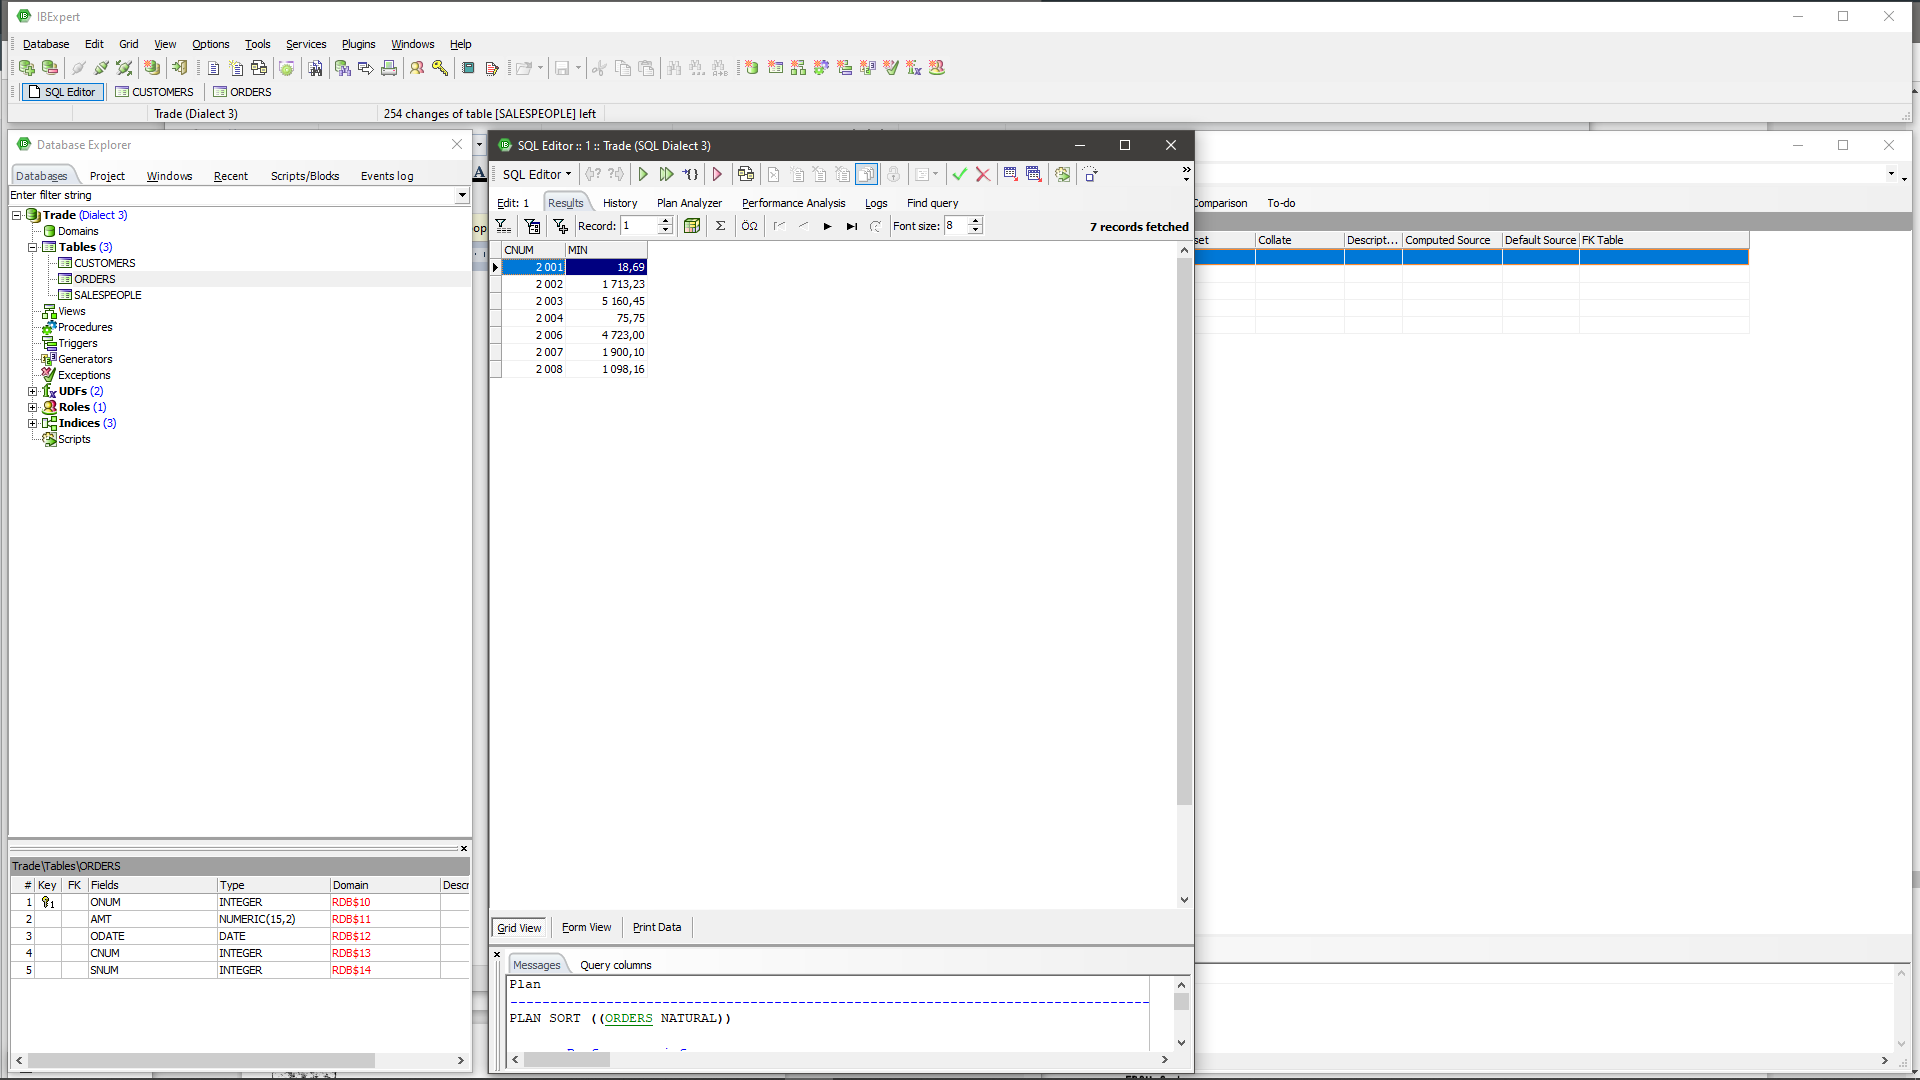 IBExpert
Database Edit Grid View Options Tools Services Plugins Windows Help
SQL Editor CUSTOMERS ORDERS
Trade (Dialect 3) 254 changes of table [SALESPEOPLE] left
Database Explorer
Databases Project Windows Recent Scripts/Blocks Events log
Enter filter string
Trade (Dialect 3)
Domains
Tables (3)
CUSTOMERS
ORDERS
SALESPEOPLE
Views
Procedures
Triggers
Generators
Exceptions
UDFs (2)
Roles (1)
Indices (3)
Scripts
Trade\Tables\ORDERS
# Key FK Fields Type Domain Descr
1 1 ONUM INTEGER RDB$10
2 AMT NUMERIC(15,2) RDB$11
3 ODATE DATE RDB$12
4 CNUM INTEGER RDB$13
5 SNUM INTEGER RDB$14
SQL Editor :: 1 :: Trade (SQL Dialect 3)
SQL Editor
Edit: 1 Results History Plan Analyzer Performance Analysis Logs Find query
Record: 1 Σ ÖΩ Font size: 8 7 records fetched
CNUM MIN
2 001 18,69
2 002 1 713,23
2 003 5 160,45
2 004 75,75
2 006 4 723,00
2 007 1 900,10
2 008 1 098,16
Grid View Form View Print Data
Messages Query columns
Plan
--------------------------------------------------------------------------------
PLAN SORT ((ORDERS NATURAL))
Comparison To-do
set Collate Descript... Computed Source Default Source FK Table